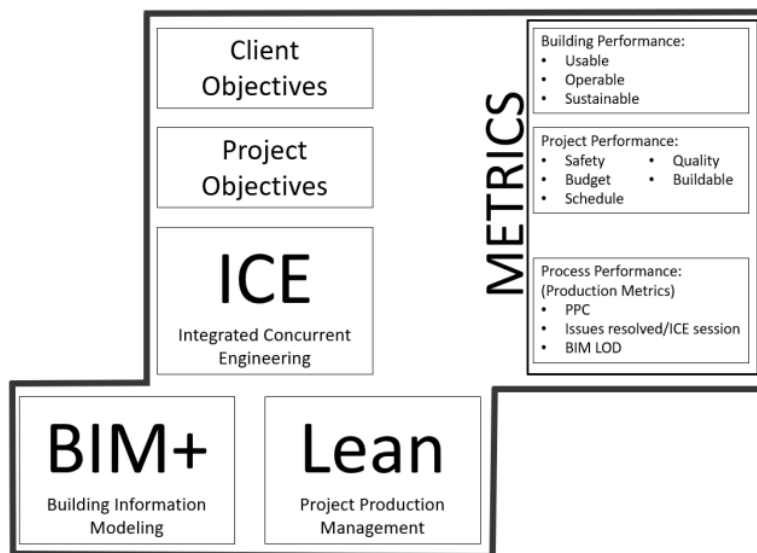 Client
Objectives
Project
Objectives
ICE
Integrated Concurrent
Engineering
BIM+
Building Information
Modeling
Lean
Project Production
Management
METRICS
Building Performance:
• Usable
• Operable
• Sustainable
Project Performance:
• Safety • Quality
• Budget • Buildable
• Schedule
Process Performance:
(Production Metrics)
• PPC
• Issues resolved/ICE session
• BIM LOD